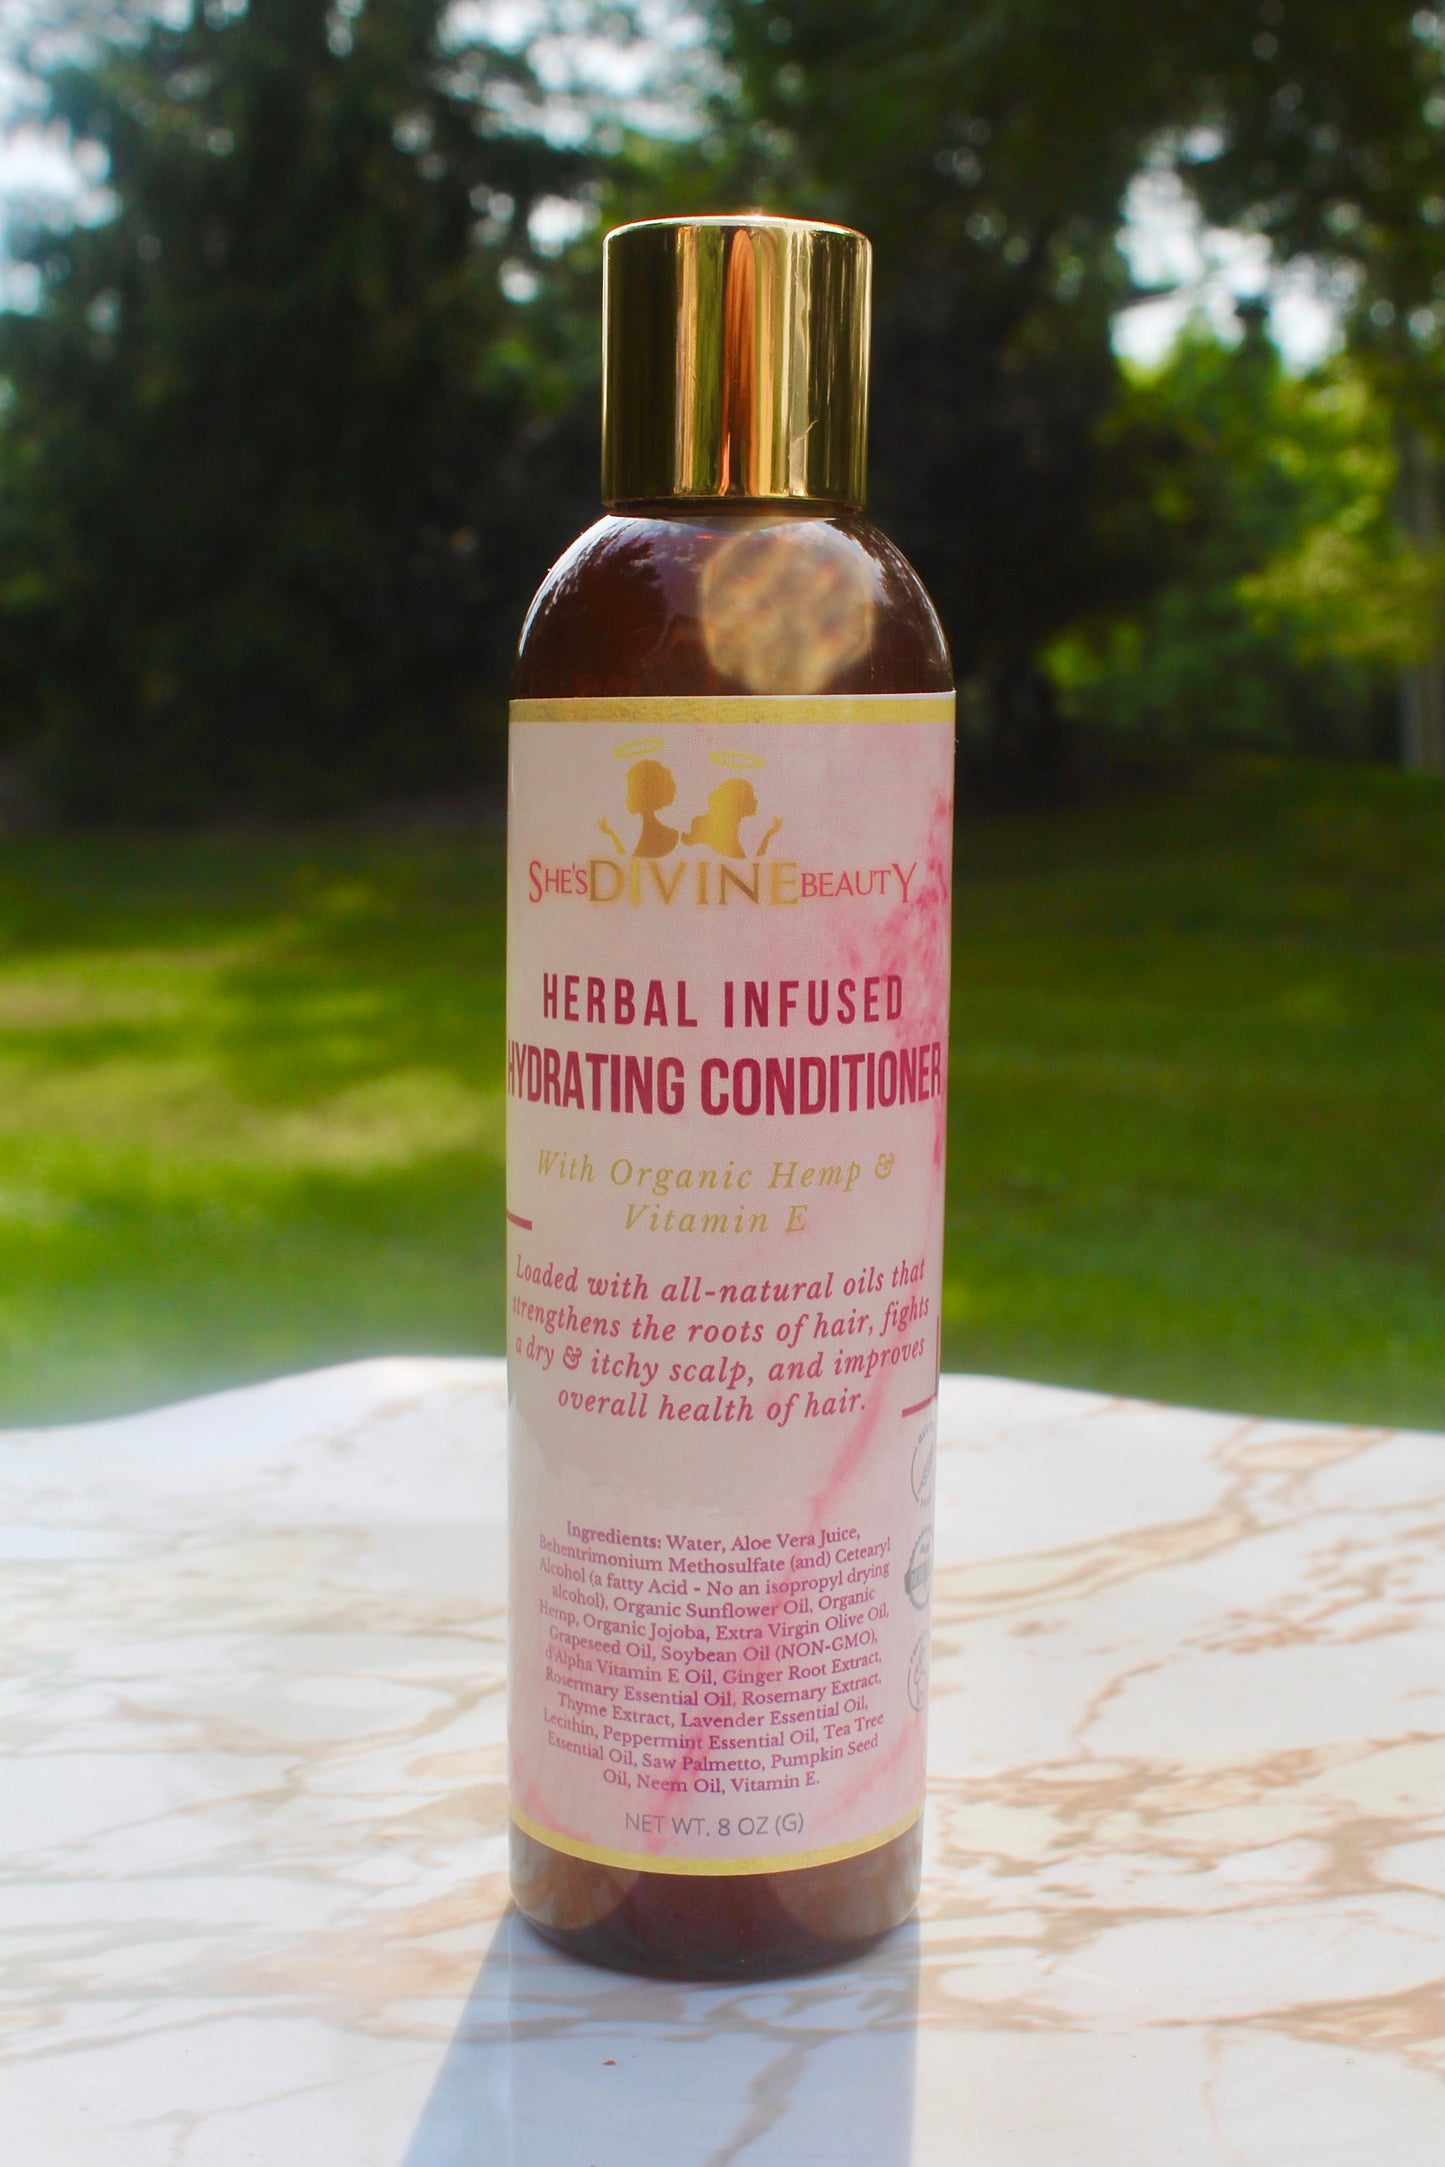 SHE'S DIVINE BEAUTY
HERBAL INFUSED
HYDRATING CONDITIONER
With Organic Hemp &
Vitamin E
Loaded with all-natural oils that
strengthens the roots of hair, fights
a dry & itchy scalp, and improves
overall health of hair.
Ingredients: Water, Aloe Vera Juice,
Behentrimonium Methosulfate (and) Cetearyl
Alcohol (a fatty Acid - No an isopropyl drying
alcohol), Organic Sunflower Oil, Organic
Hemp, Organic Jojoba, Extra Virgin Olive Oil,
Grapeseed Oil, Soybean Oil (NON-GMO),
d'Alpha Vitamin E Oil, Ginger Root Extract,
Rosermary Essential Oil, Rosemary Extract,
Thyme Extract, Lavender Essential Oil,
Lecithin, Peppermint Essential Oil, Tea Tree
Essential Oil, Saw Palmetto, Pumpkin Seed
Oil, Neem Oil, Vitamin E.
NET WT. 8 OZ (G)